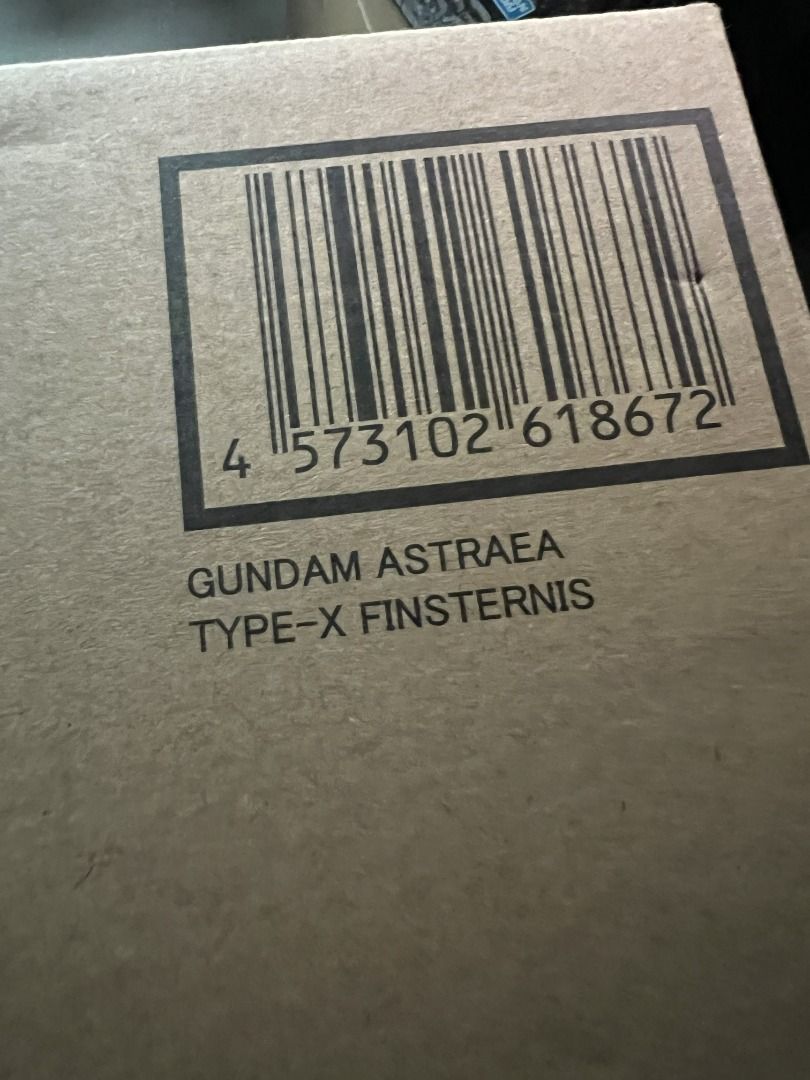 4 573102 618672
GUNDAM ASTRAEA
TYPE-X FINSTERNIS